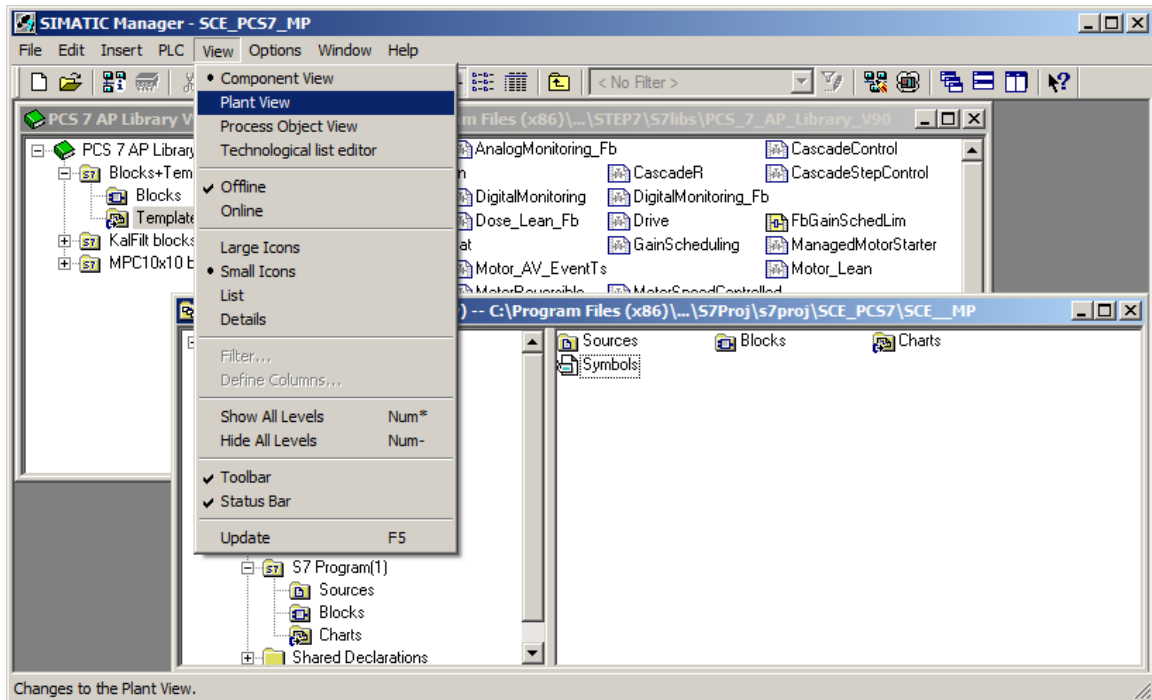 SIMATIC Manager - SCE_PCS7_MP
File Edit Insert PLC View Options Window Help
< No Filter >
Component View
Plant View
Process Object View
Technological list editor
Offline
Online
Large Icons
Small Icons
List
Details
Filter...
Define Columns...
Show All Levels Num*
Hide All Levels Num-
Toolbar
Status Bar
Update F5
PCS 7 AP Library Files (x86)\...\STEP7\S7libs\PCS_7_AP_Library_V90
PCS 7 AP Library
Blocks+Tem
Blocks
Template
KalFilt blocks
MPC10x10 b
AnalogMonitoring_Fb CascadeControl
CascadeR CascadeStepControl
DigitalMonitoring DigitalMonitoring_Fb
Dose_Lean_Fb Drive FbGainSchedLim
at GainScheduling ManagedMotorStarter
Motor_AV_EventTs Motor_Lean
MotorReversible MotorSpeedControlled
) -- C:\Program Files (x86)\...\S7Proj\s7proj\SCE_PCS7\SCE__MP
Sources Blocks Charts
Symbols
S7 Program(1)
Sources
Blocks
Charts
Shared Declarations
Changes to the Plant View.